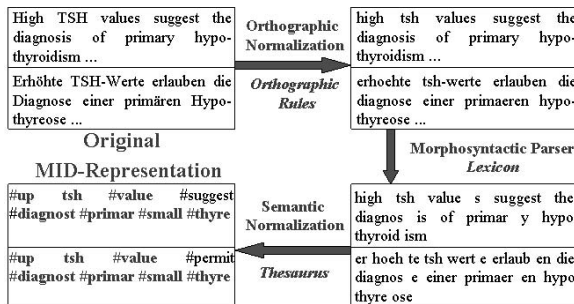 High TSH values suggest the
diagnosis of primary hypo-
thyroidism ...
Erhöhte TSH-Werte erlauben die
Diagnose einer primären Hypo-
thyreose ...
Original
Orthographic
Normalization
Orthographic
Rules
high tsh values suggest the
diagnosis of primary hypo-
thyroidism ...
erhoehte tsh-werte erlauben die
diagnose einer primaeren hypo-
thyreose ...
Morphosyntactic Parser
Lexicon
high tsh value s suggest the
diagnos is of primar y hypo
thyroid ism
er hoeh te tsh wert e erlaub en die
diagnos e einer primaer en hypo
thyre ose
Semantic
Normalization
Thesaurus
MID-Representation
#up tsh #value #suggest
#diagnost #primar #small #thyre
#up tsh #value #permit
#diagnost #primar #small #thyre